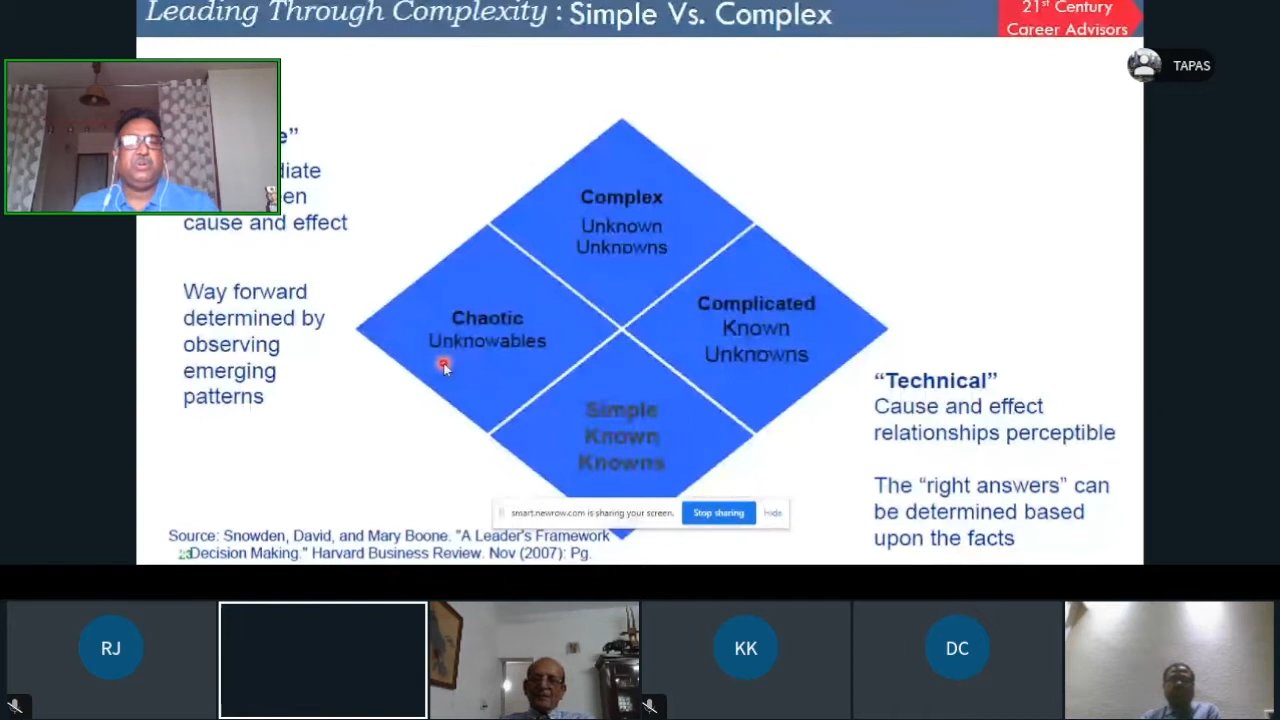 Leading Through Complexity : Simple Vs. Complex
21st Century
Career Advisors
TAPAS
cause and effect
Way forward
determined by
observing
emerging
patterns
Complex
Unknown
Unknowns
Chaotic
Unknowables
Complicated
Known
Unknowns
Simple
Known
Knowns
“Technical”
Cause and effect
relationships perceptible
The “right answers” can
be determined based
upon the facts
smart.newrow.com is sharing your screen.
Stop sharing
Hide
Source: Snowden, David, and Mary Boone. "A Leader's Framework
Decision Making." Harvard Business Review. Nov (2007): Pg.
RJ
KK
DC